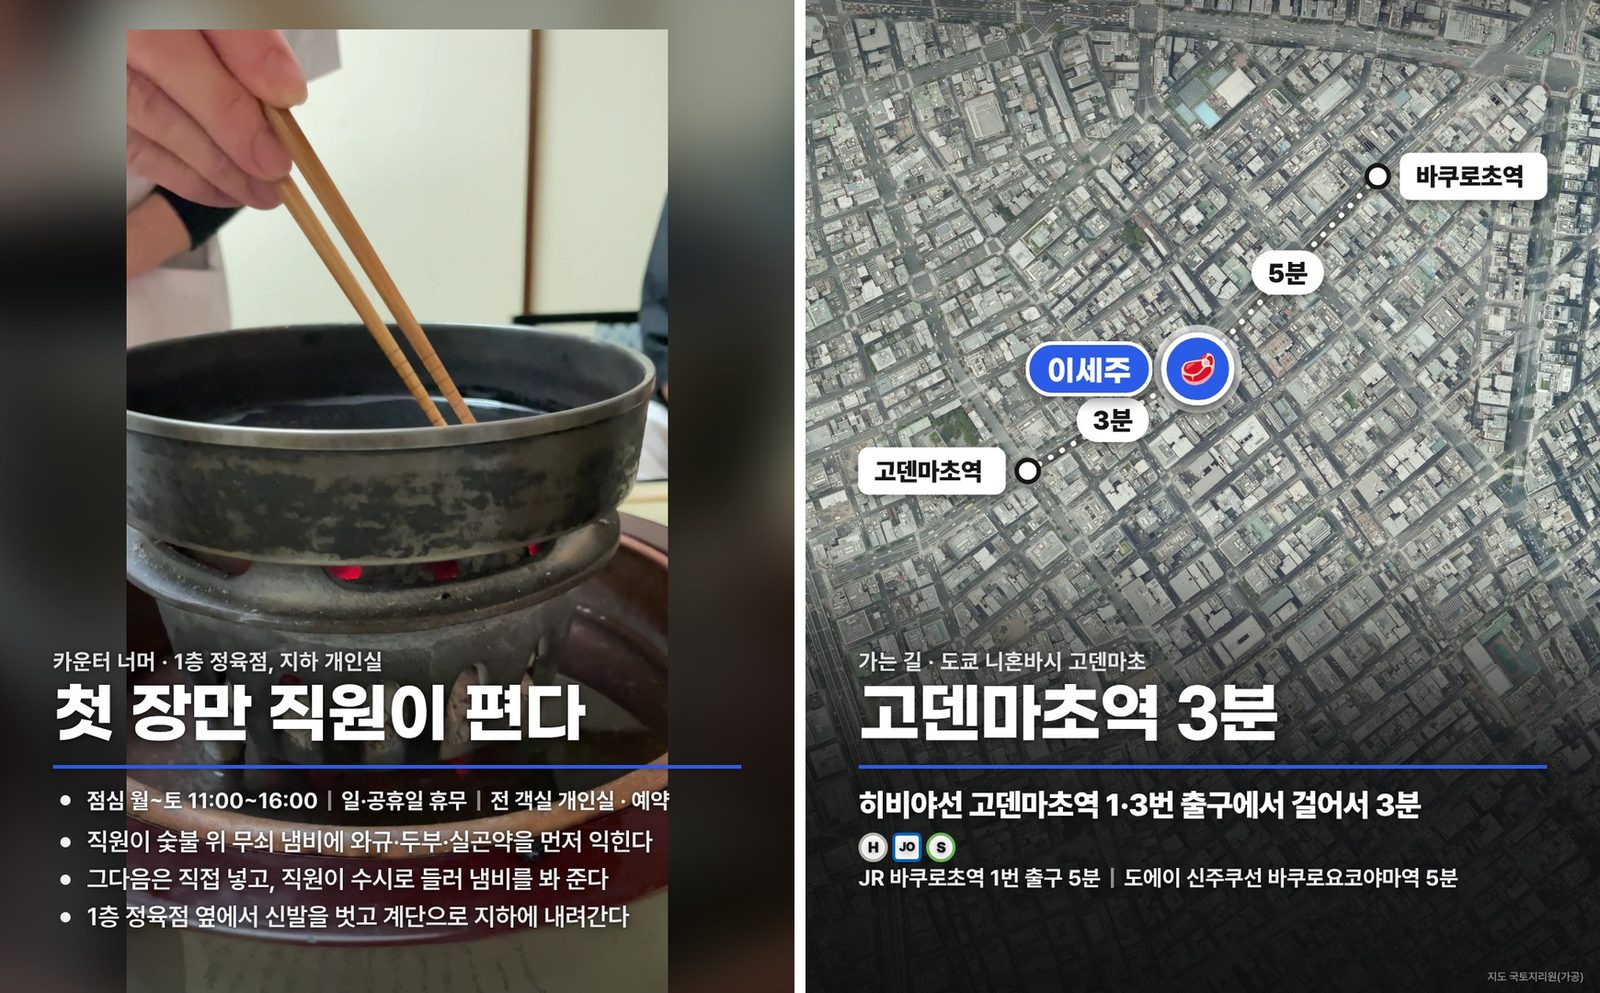 카운터 너머 · 1층 정육점, 지하 개인실
첫 장만 직원이 편다
• 점심 월~토 11:00~16:00 | 일·공휴일 휴무 | 전 객실 개인실 · 예약
• 직원이 숯불 위 무쇠 냄비에 와규·두부·실곤약을 먼저 익힌다
• 그다음은 직접 넣고, 직원이 수시로 들러 냄비를 봐 준다
• 1층 정육점 옆에서 신발을 벗고 계단으로 지하에 내려간다
바쿠로초역
5분
이세주
3분
고덴마초역
가는 길 · 도쿄 니혼바시 고덴마초
고덴마초역 3분
히비야선 고덴마초역 1·3번 출구에서 걸어서 3분
H JO S
JR 바쿠로초역 1번 출구 5분 | 도에이 신주쿠선 바쿠로요코야마역 5분
지도 국토지리원(가공)